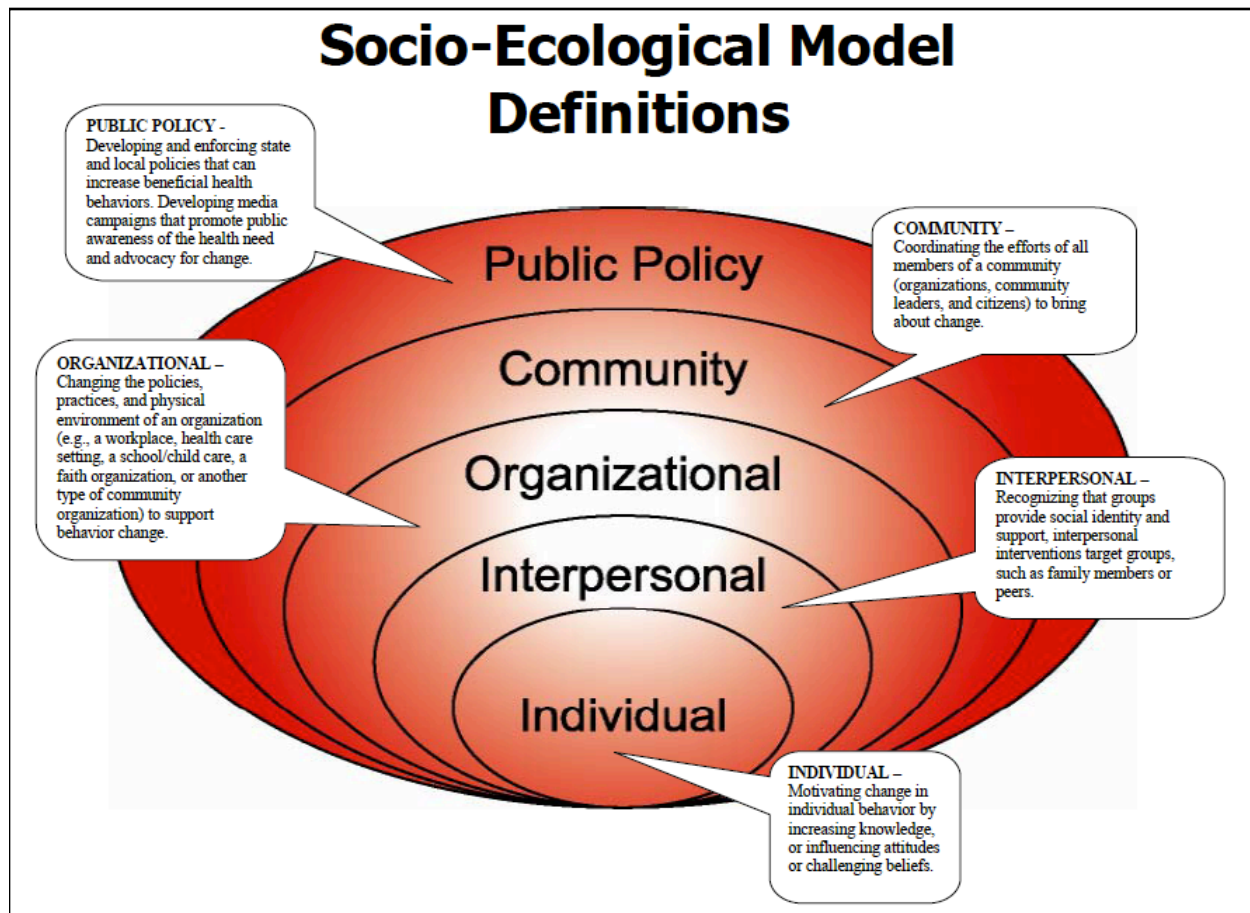 Socio-Ecological Model
Definitions
PUBLIC POLICY -
Developing and enforcing state
and local policies that can
increase beneficial health
behaviors. Developing media
campaigns that promote public
awareness of the health need
and advocacy for change.
COMMUNITY –
Coordinating the efforts of all
members of a community
(organizations, community
leaders, and citizens) to bring
about change.
Public Policy
ORGANIZATIONAL –
Changing the policies,
practices, and physical
environment of an organization
(e.g., a workplace, health care
setting, a school/child care, a
faith organization, or another
type of community
organization) to support
behavior change.
Community
Organizational
INTERPERSONAL –
Recognizing that groups
provide social identity and
support, interpersonal
interventions target groups,
such as family members or
peers.
Interpersonal
Individual
INDIVIDUAL –
Motivating change in
individual behavior by
increasing knowledge,
or influencing attitudes
or challenging beliefs.